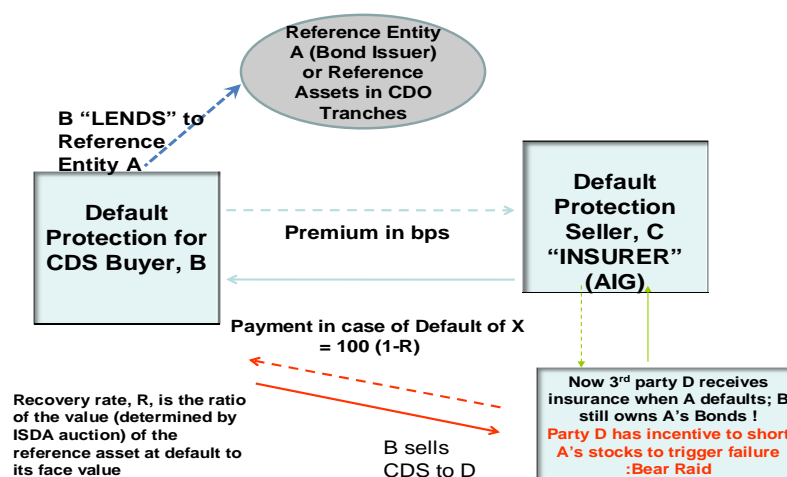 Reference Entity
A (Bond Issuer)
or Reference
Assets in CDO
Tranches
B “LENDS” to
Reference
Entity A
Default
Protection for
CDS Buyer, B
Premium in bps
Default
Protection
Seller, C
“INSURER”
(AIG)
Payment in case of Default of X
= 100 (1-R)
Recovery rate, R, is the ratio
of the value (determined by
ISDA auction) of the
reference asset at default to
its face value
B sells
CDS to D
Now 3rd party D receives
insurance when A defaults; B
still owns A’s Bonds !
Party D has incentive to short
A’s stocks to trigger failure
:Bear Raid